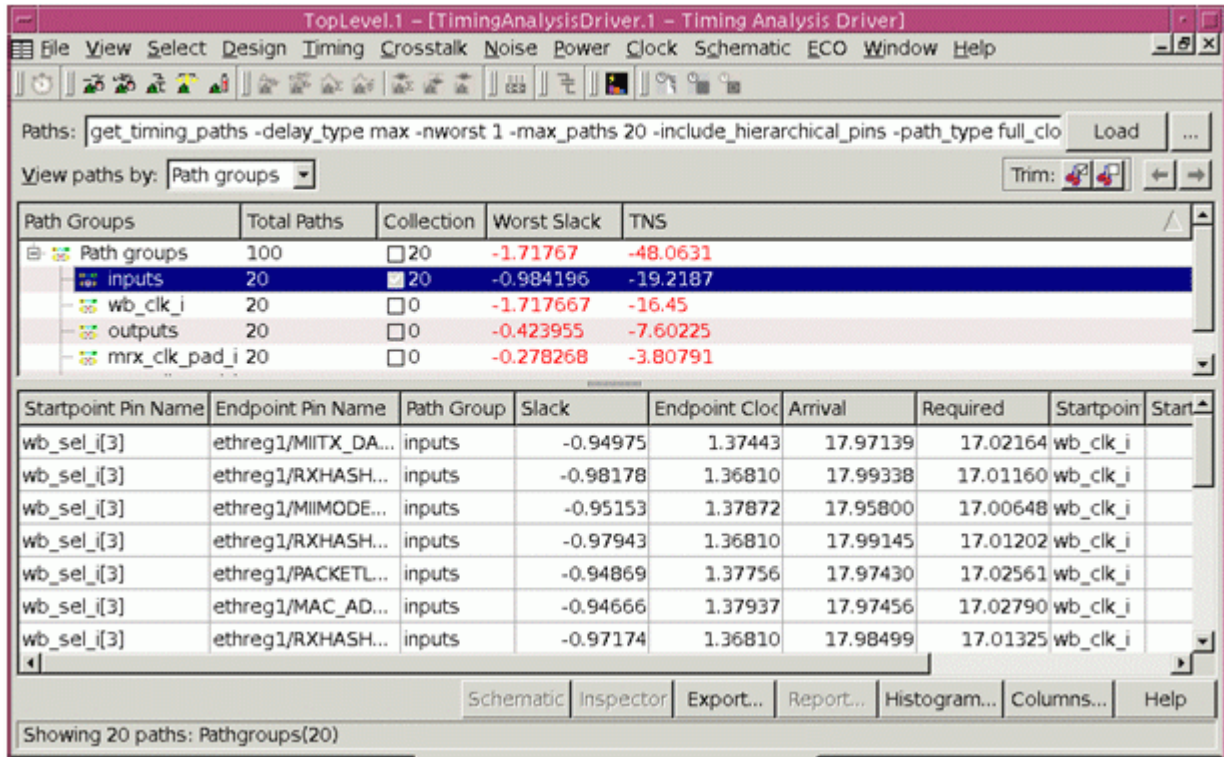 TopLevel.1 – [TimingAnalysisDriver.1 – Timing Analysis Driver]
File View Select Design Timing Crosstalk Noise Power Clock Schematic ECO Window Help
Paths: get_timing_paths -delay_type max -nworst 1 -max_paths 20 -include_hierarchical_pins -path_type full_clo Load ...
View paths by: Path groups Trim:
Path Groups Total Paths Collection Worst Slack TNS
Path groups 100 20 -1.71767 -48.0631
inputs 20 20 -0.984196 -19.2187
wb_clk_i 20 0 -1.717667 -16.45
outputs 20 0 -0.423955 -7.60225
mrx_clk_pad_i 20 0 -0.278268 -3.80791
Startpoint Pin Name Endpoint Pin Name Path Group Slack Endpoint Cloc Arrival Required Startpoin Start
wb_sel_i[3] ethreg1/MIITX_DA... inputs -0.94975 1.37443 17.97139 17.02164 wb_clk_i
wb_sel_i[3] ethreg1/RXHASH... inputs -0.98178 1.36810 17.99338 17.01160 wb_clk_i
wb_sel_i[3] ethreg1/MIIMODE... inputs -0.95153 1.37872 17.95800 17.00648 wb_clk_i
wb_sel_i[3] ethreg1/RXHASH... inputs -0.97943 1.36810 17.99145 17.01202 wb_clk_i
wb_sel_i[3] ethreg1/PACKETL... inputs -0.94869 1.37756 17.97430 17.02561 wb_clk_i
wb_sel_i[3] ethreg1/MAC_AD... inputs -0.94666 1.37937 17.97456 17.02790 wb_clk_i
wb_sel_i[3] ethreg1/RXHASH... inputs -0.97174 1.36810 17.98499 17.01325 wb_clk_i
Schematic Inspector Export... Report... Histogram... Columns... Help
Showing 20 paths: Pathgroups(20)